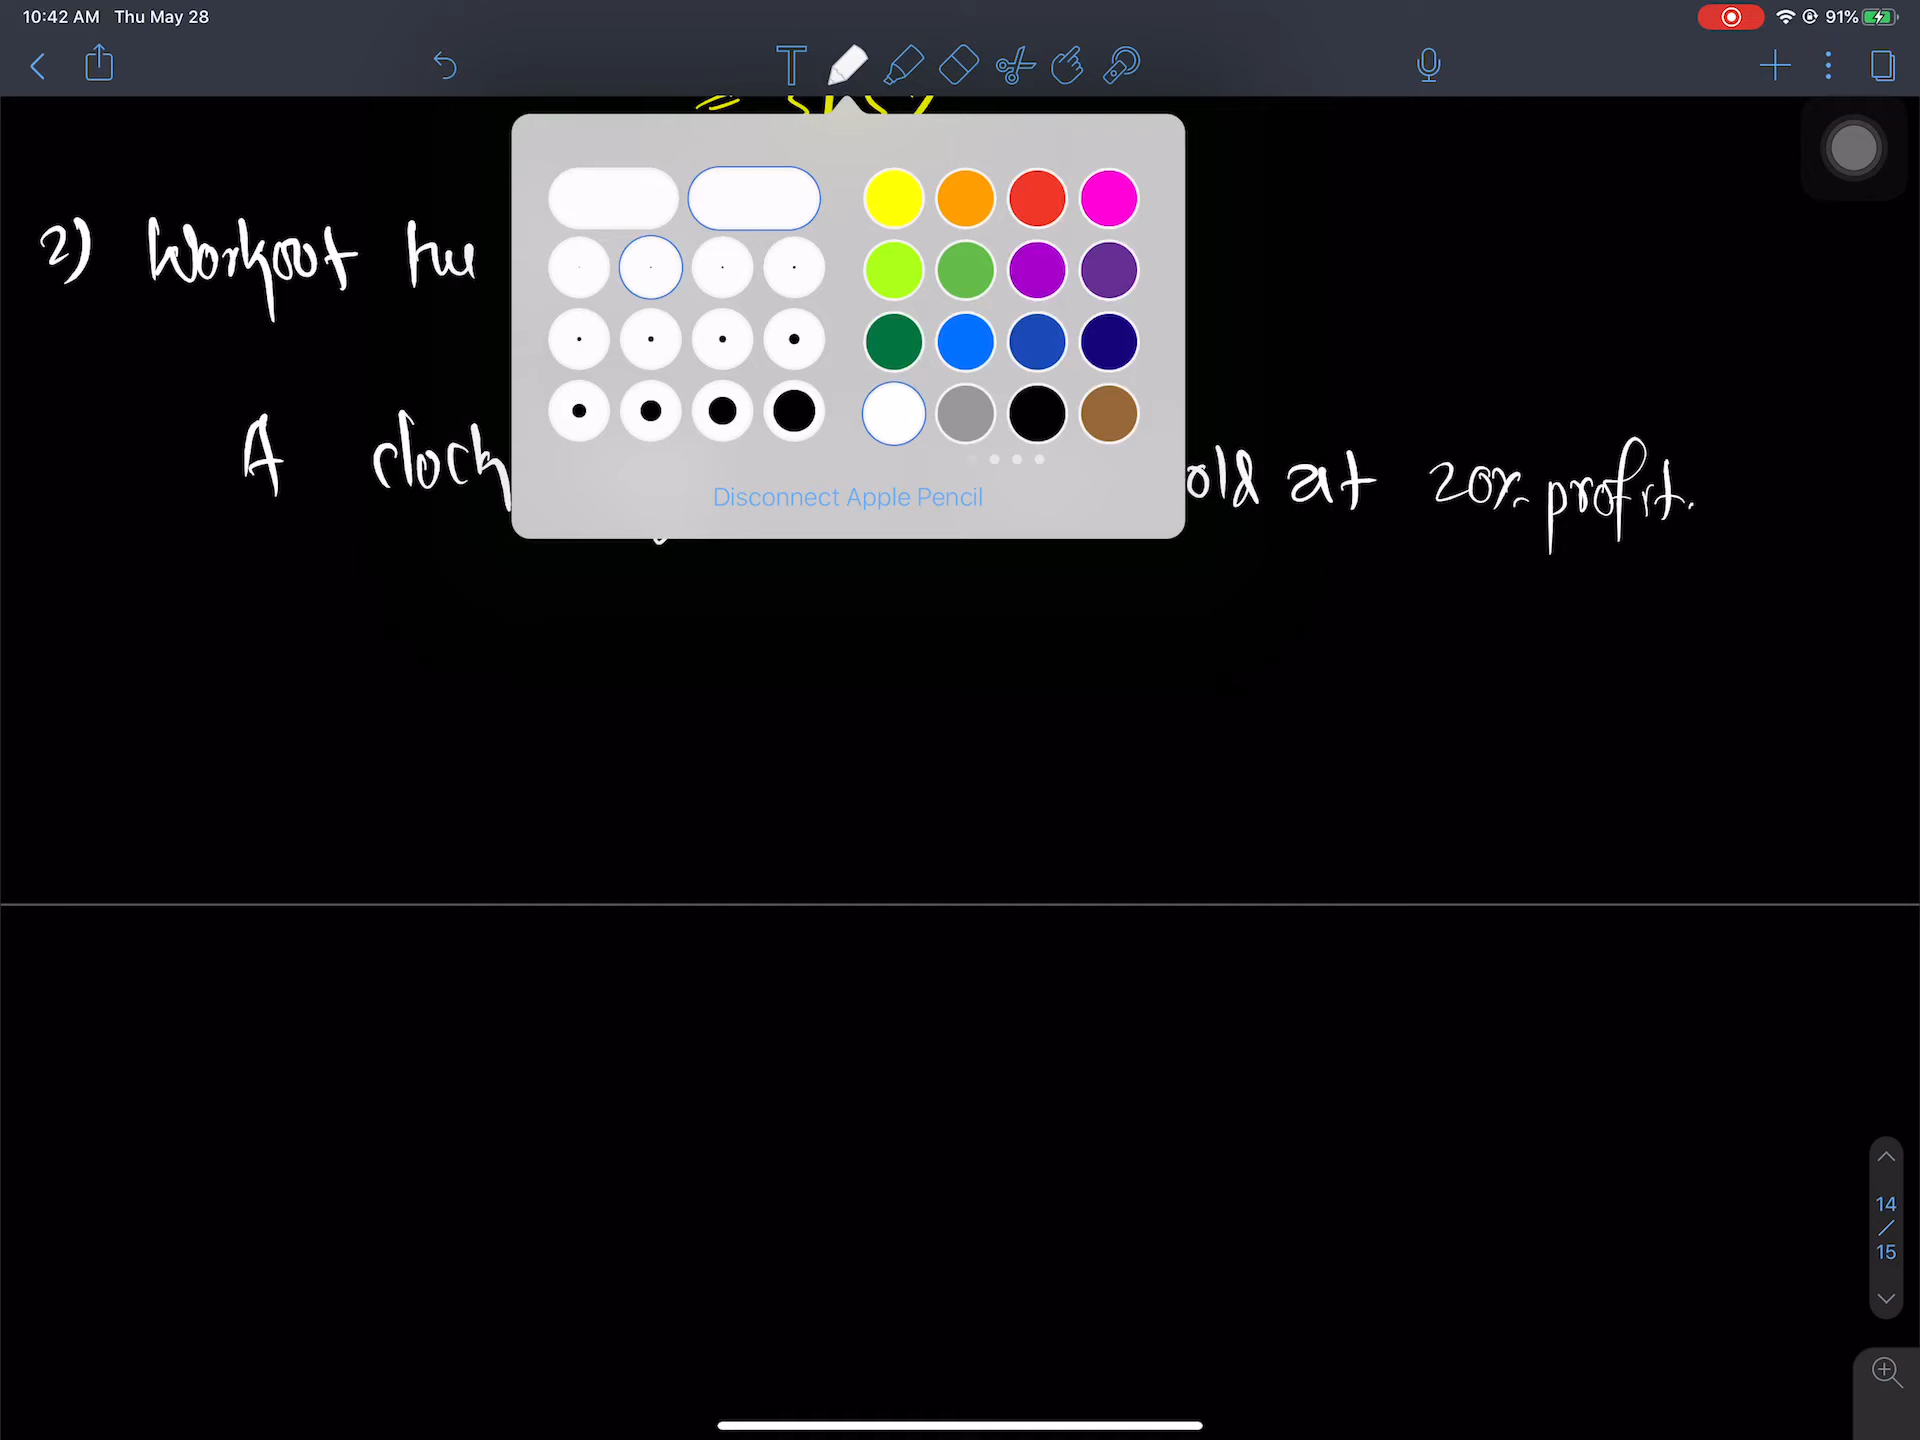 10:42 AM Thu May 28
91%
2) Workout the
A clock
old at 20% profit.
Disconnect Apple Pencil
14
/
15